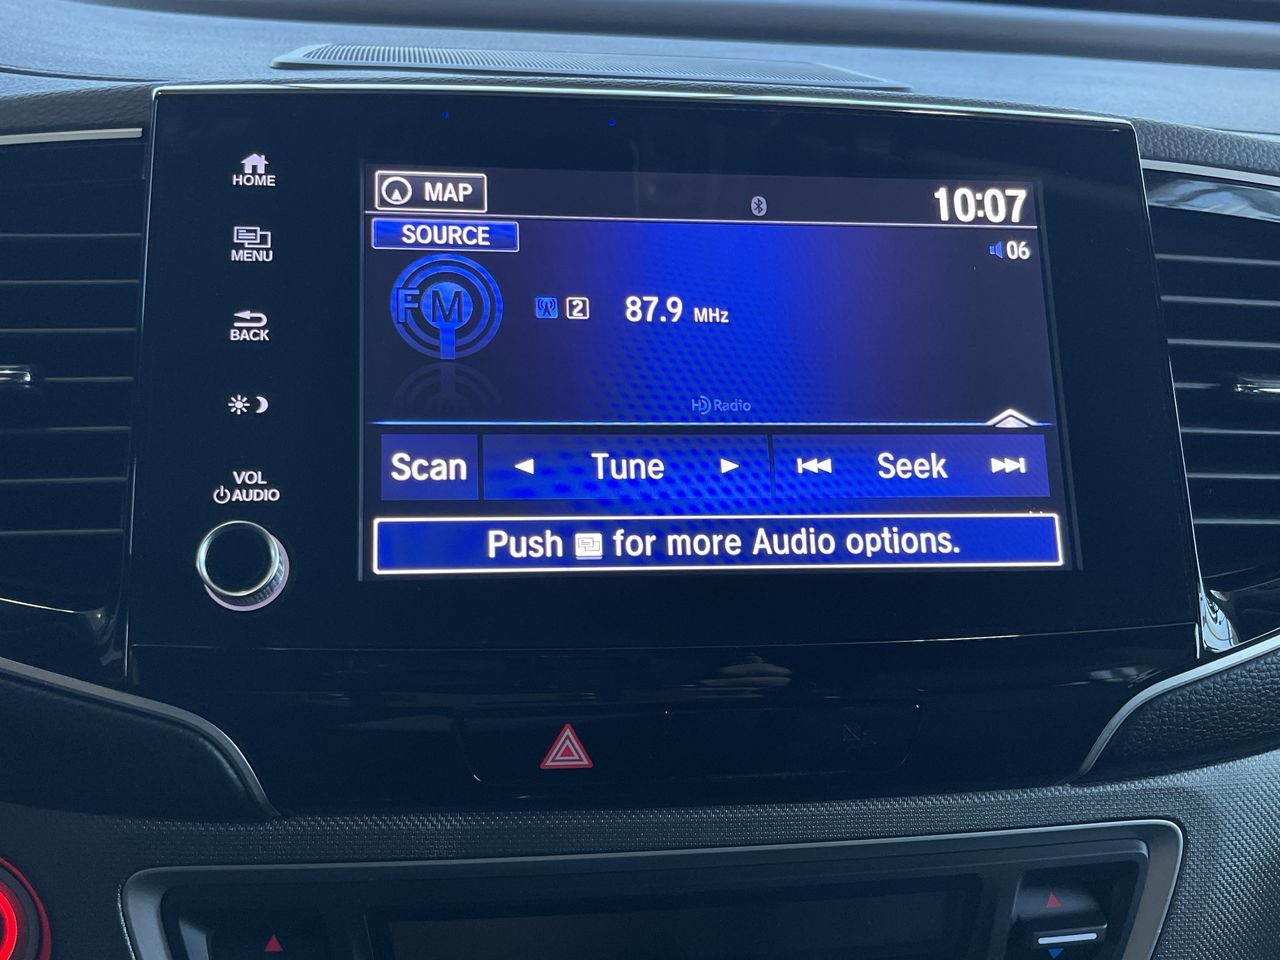 HOME
MENU
BACK
VOL
AUDIO
MAP
10:07
SOURCE
06
FM
2
87.9 MHz
HD Radio
Scan
Tune
Seek
Push for more Audio options.